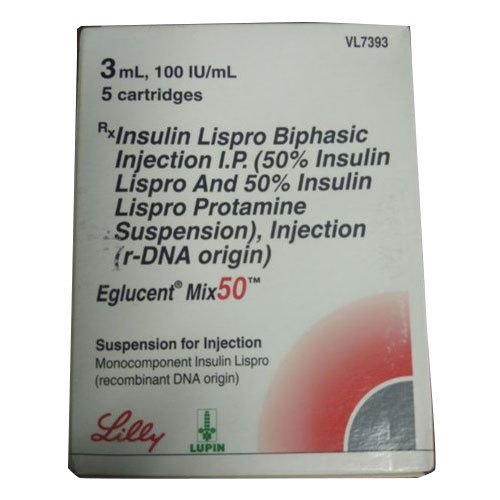 VL7393
3 mL, 100 IU/mL
5 cartridges
Rx Insulin Lispro Biphasic
Injection I.P. (50% Insulin
Lispro And 50% Insulin
Lispro Protamine
Suspension), Injection
(r-DNA origin)
Eglucent® Mix50™
Suspension for Injection
Monocomponent Insulin Lispro
(recombinant DNA origin)
Lilly
LUPIN